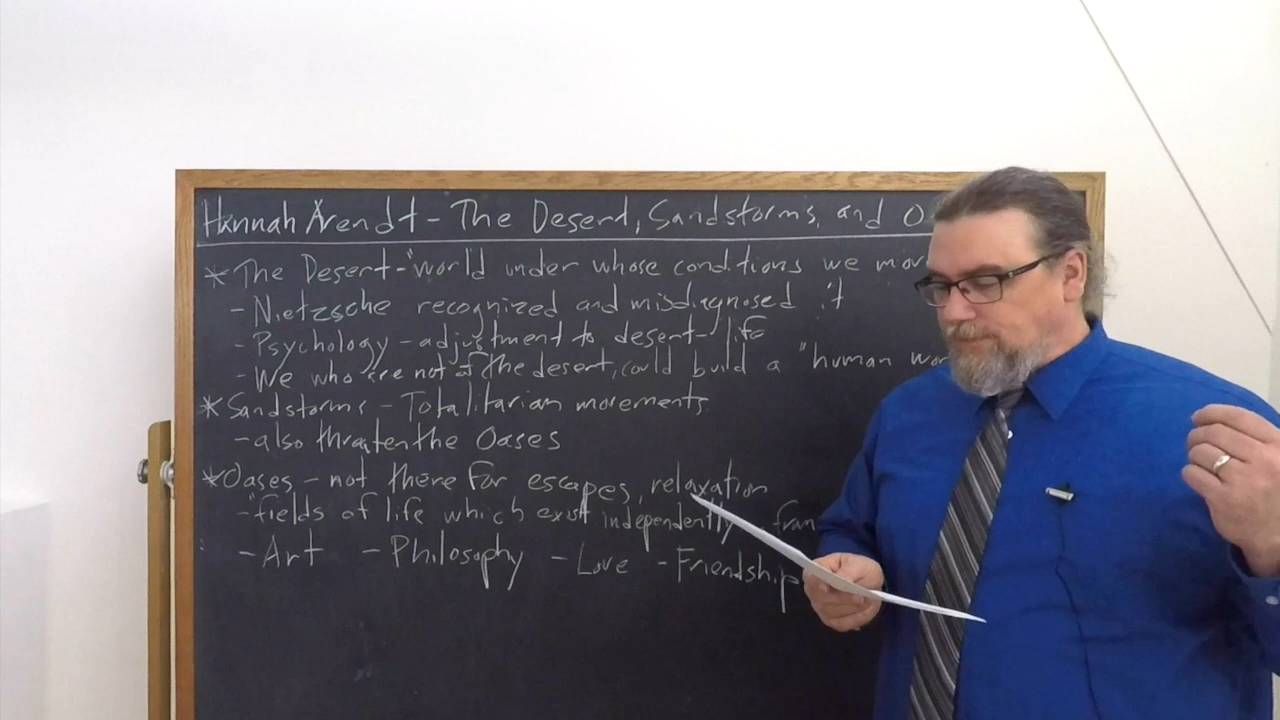 Hannah Arendt - The Desert, Sandstorms, and O
* The Desert - "world" under whose conditions we mov
- Nietzsche recognized and misdiagnosed it
- Psychology - adjustment to desert-life
- We who are not of the desert, could build a "human wor
* Sandstorms - Totalitarian movements
- also threaten the Oases
* Oases - not there for escapes, relaxation
- "fields of life which exist independently - from
- Art - Philosophy - Love - Friendship